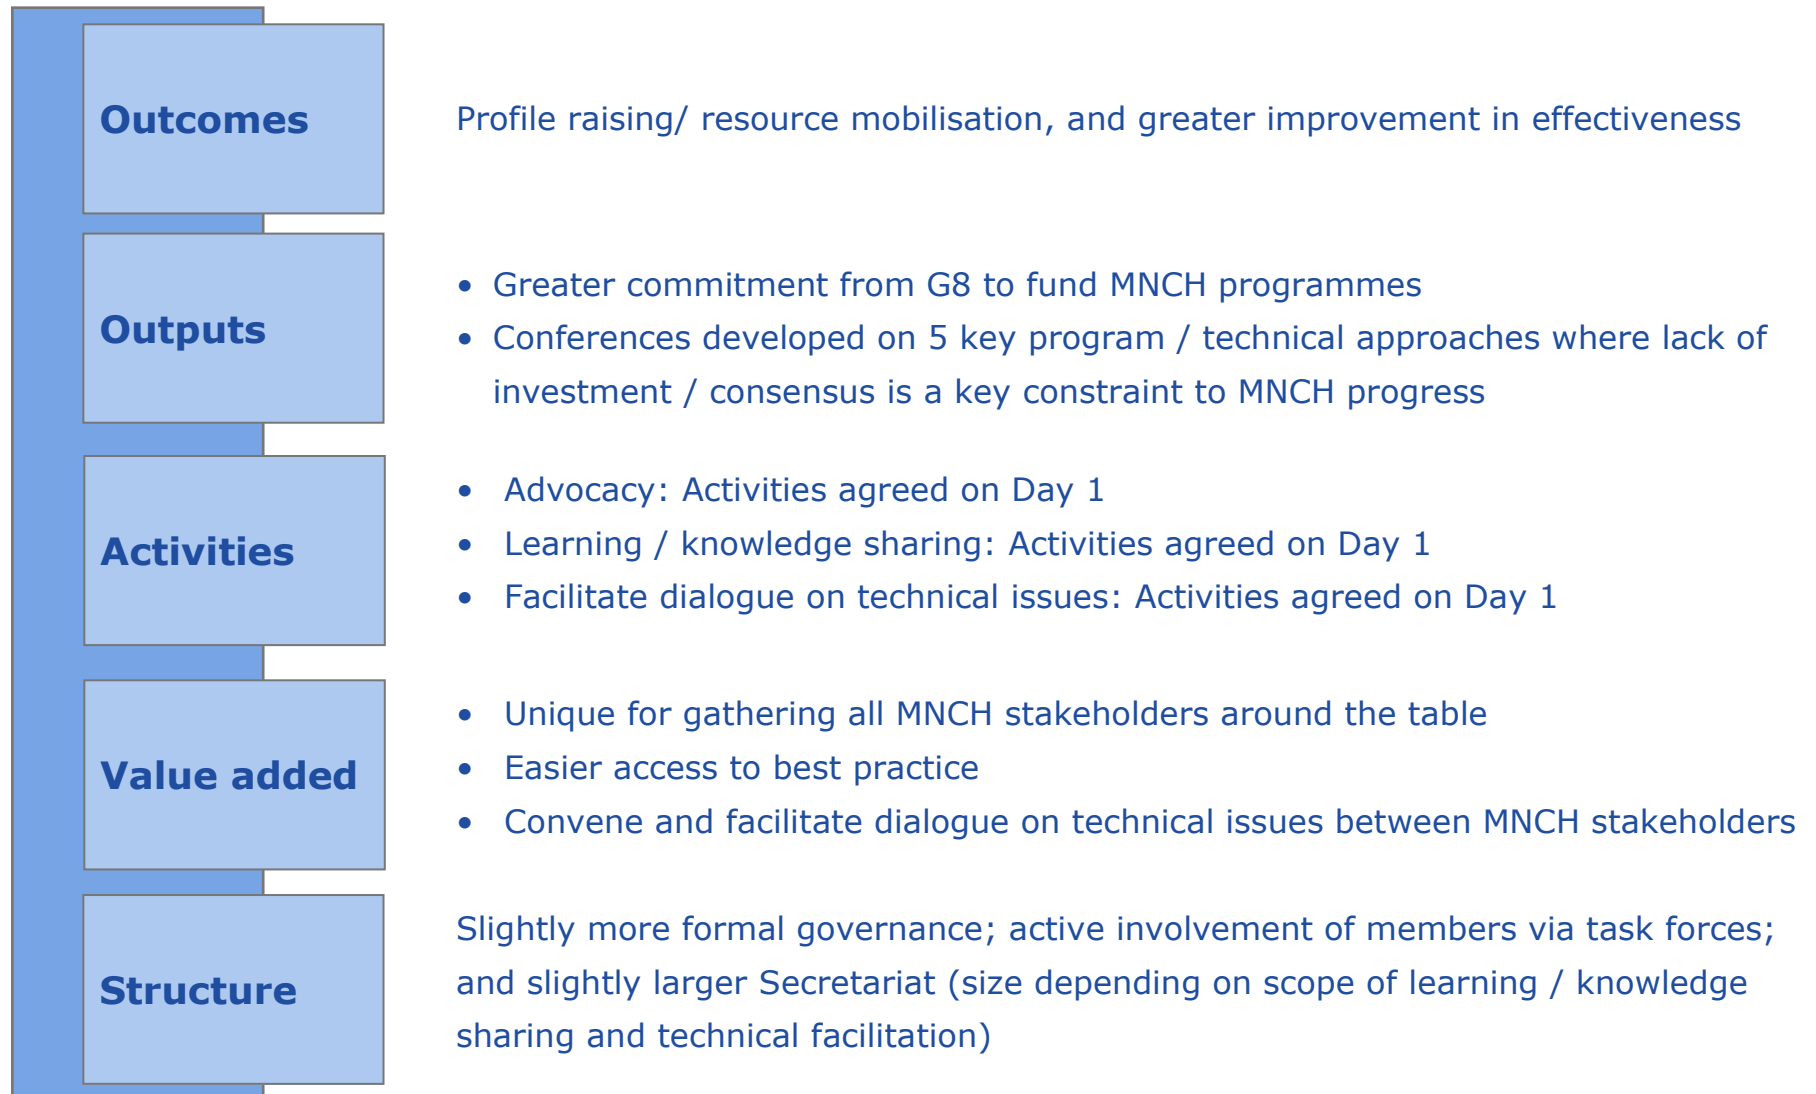 Outcomes
Profile raising/ resource mobilisation, and greater improvement in effectiveness
Outputs
• Greater commitment from G8 to fund MNCH programmes
• Conferences developed on 5 key program / technical approaches where lack of
investment / consensus is a key constraint to MNCH progress
Activities
• Advocacy: Activities agreed on Day 1
• Learning / knowledge sharing: Activities agreed on Day 1
• Facilitate dialogue on technical issues: Activities agreed on Day 1
Value added
• Unique for gathering all MNCH stakeholders around the table
• Easier access to best practice
• Convene and facilitate dialogue on technical issues between MNCH stakeholders
Structure
Slightly more formal governance; active involvement of members via task forces;
and slightly larger Secretariat (size depending on scope of learning / knowledge
sharing and technical facilitation)